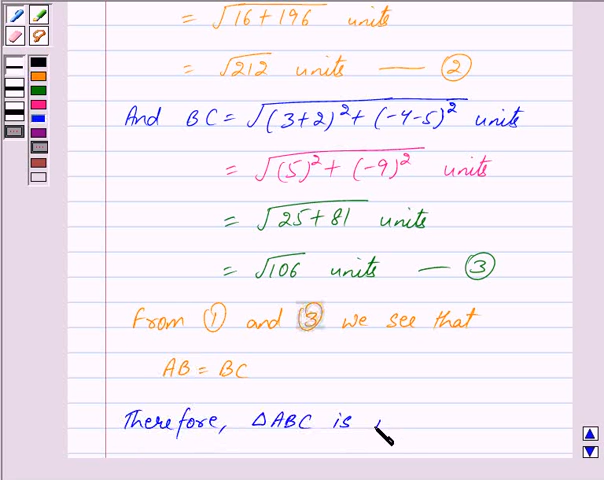 = √16+196 units
= √212 units — ②
And BC = √(3+2)² + (-4-5)² units
= √(5)² + (-9)² units
= √25+81 units
= √106 units — ③
From ① and ③ we see that
AB = BC
Therefore, △ABC is